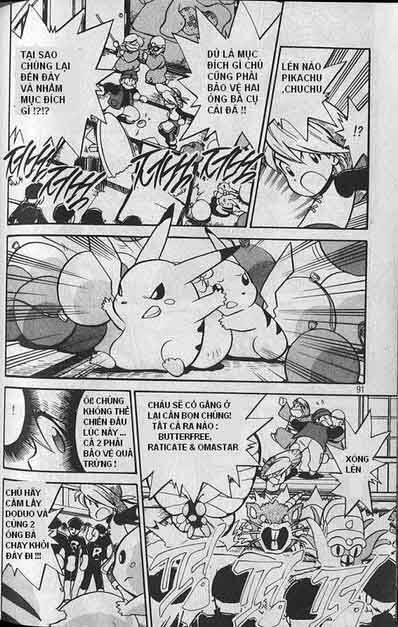 LÊN NÀO
PIKACHU
,CHUCHU
!?
DÙ LÀ MỤC
ĐÍCH GÌ CHÚ
CŨNG PHẢI
BẢO VỆ HAI
ÔNG BÀ CỤ
CÁI ĐÃ !!
TẠI SAO
CHÚNG LẠI
ĐẾN ĐÂY
VÀ NHẰM
MỤC ĐÍCH
GÌ !?!?
91
XÔNG
LÊN
CHÁU SẼ CỐ GẮNG Ở
LẠI CẢN BỌN CHÚNG!
TẤT CẢ RA NÀO :
BUTTERFREE,
RATICATE & OMASTAR
!
ÔI! CHÚNG
KHÔNG THỂ
CHIẾN ĐẤU
LÚC NÀY ...
CẢ 2 PHẢI
BẢO VỆ QUẢ
TRỨNG !
CHÚ HÃY
CẦM LẤY
DODUO VÀ
CÙNG 2
ÔNG BÀ
CHẠY KHỎI
ĐÂY ĐI !!!